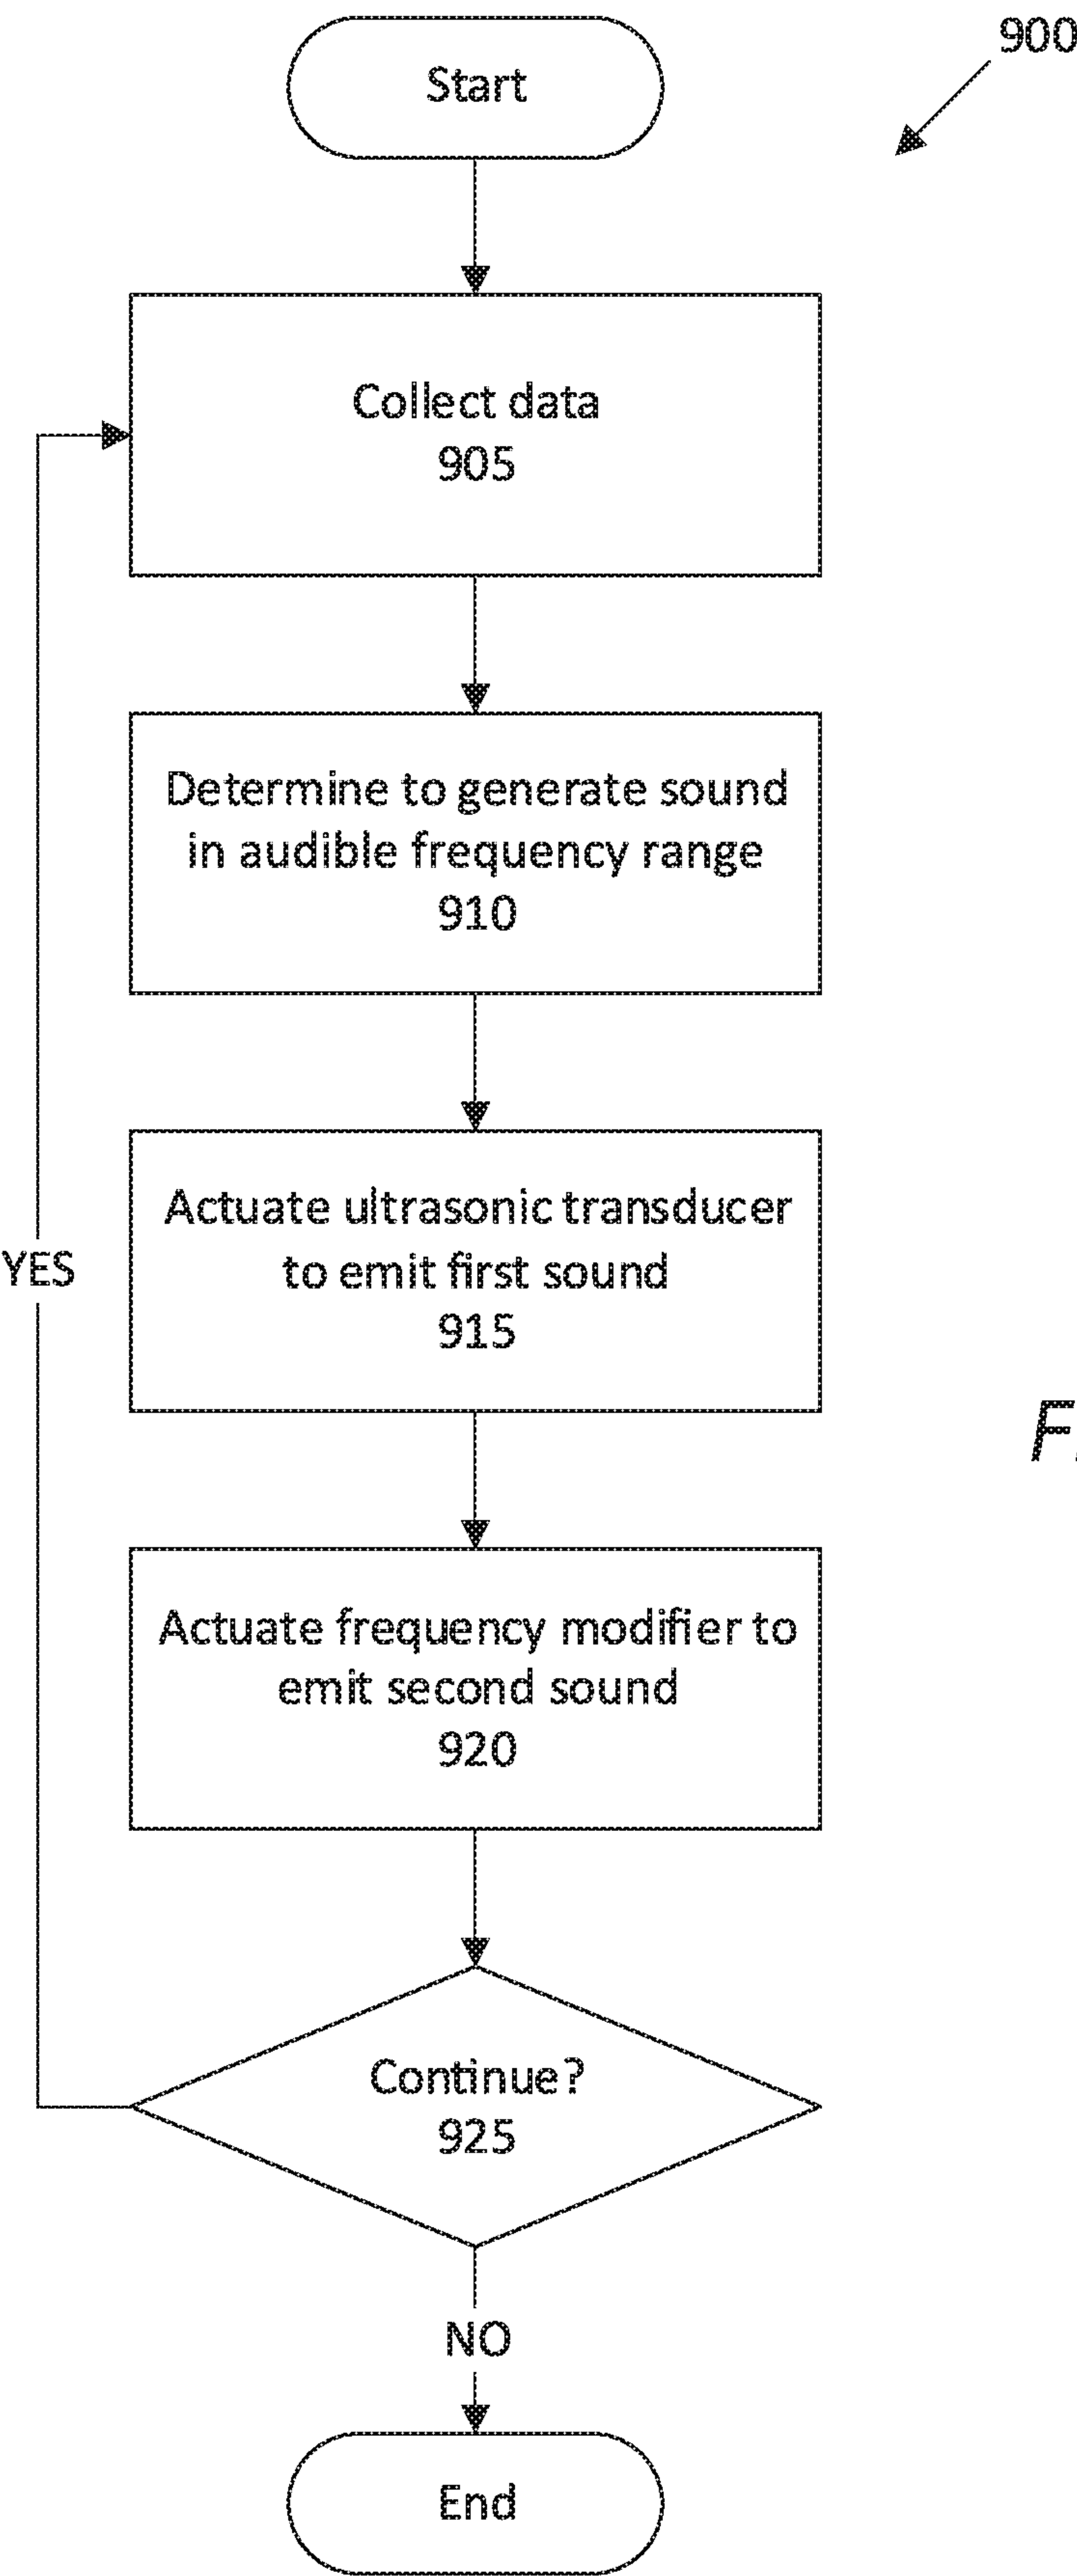 Start
900
Collect data
905
Determine to generate sound
in audible frequency range
910
Actuate ultrasonic transducer
to emit first sound
915
YES
Actuate frequency modifier to
emit second sound
920
Continue?
925
NO
End